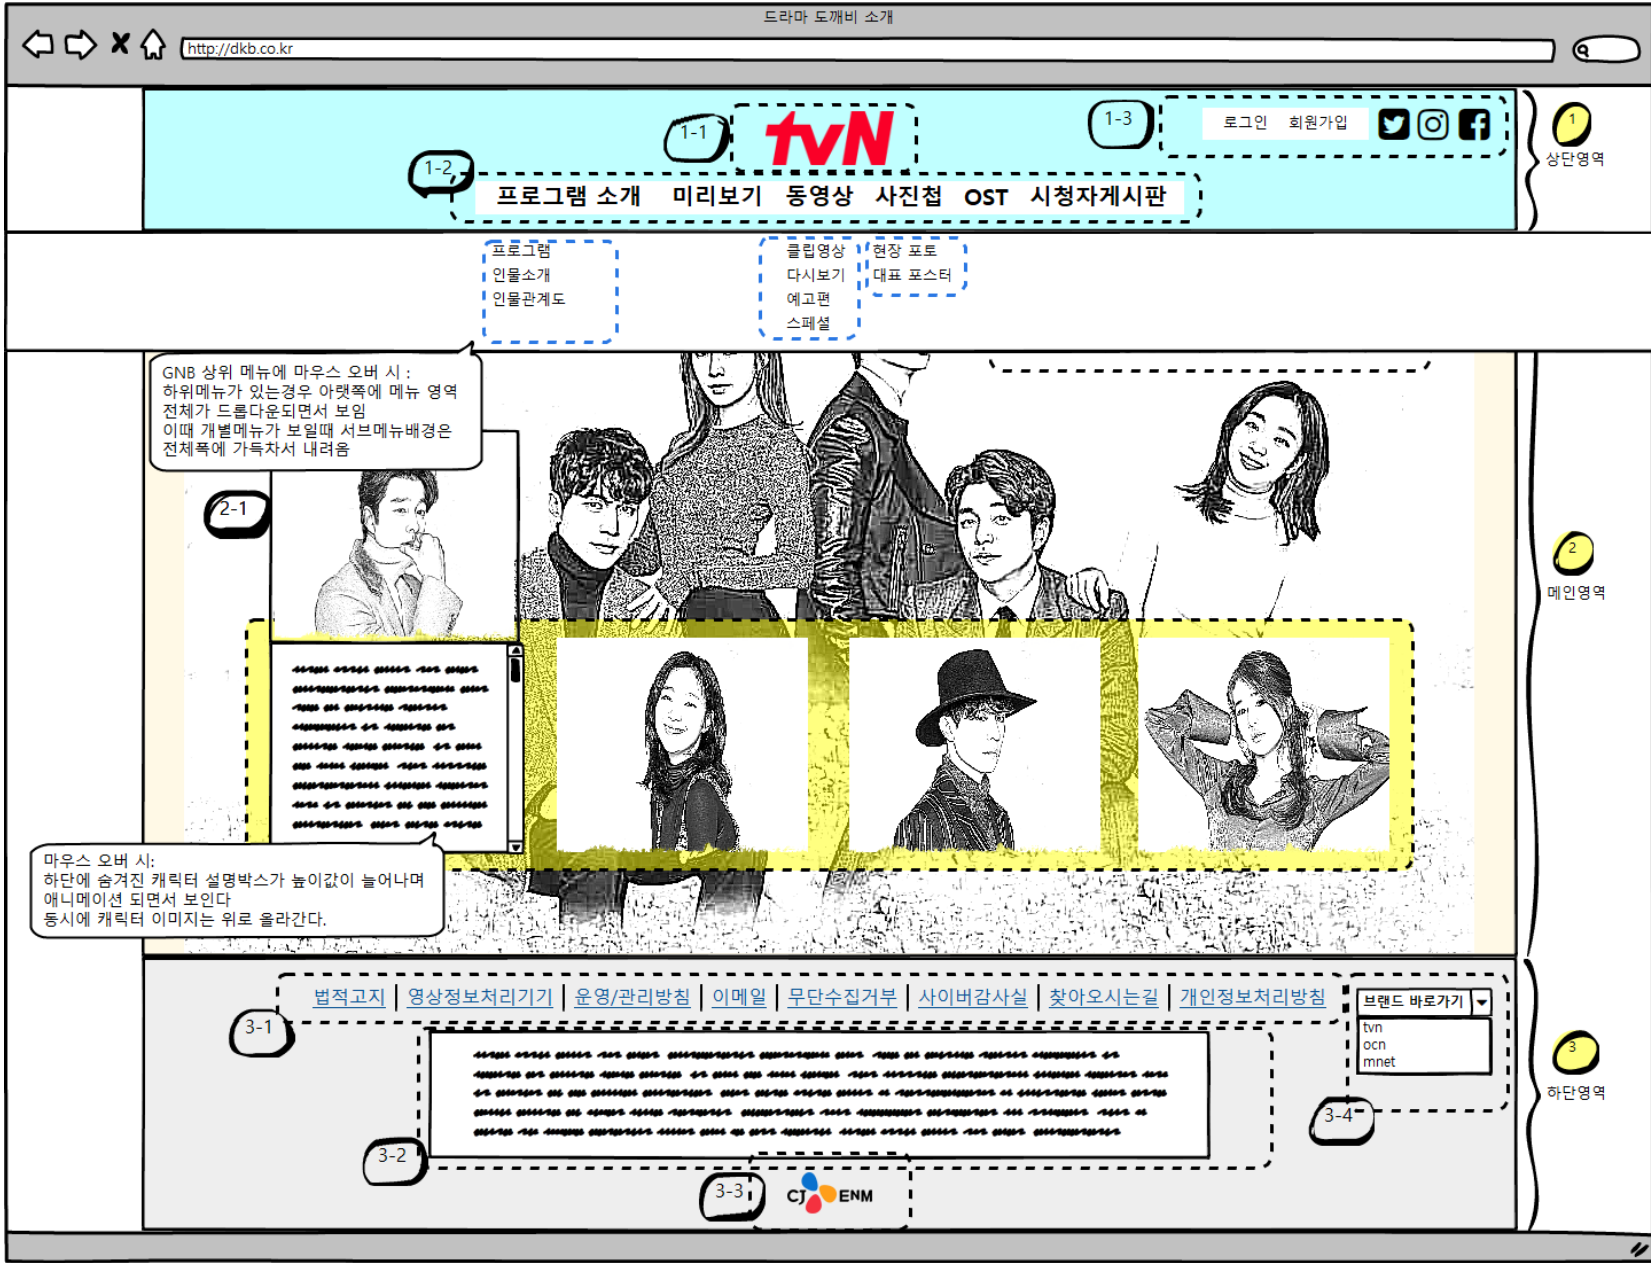 드라마 도깨비 소개
http://dkb.co.kr
1-1
tvN
1-3
로그인 회원가입
1
상단영역
1-2
프로그램 소개 미리보기 동영상 사진첩 OST 시청자게시판
프로그램
인물소개
인물관계도
클립영상
다시보기
예고편
스페셜
현장 포토
대표 포스터
GNB 상위 메뉴에 마우스 오버 시 :
하위메뉴가 있는경우 아랫쪽에 메뉴 영역
전체가 드롭다운되면서 보임
이때 개별메뉴가 보일때 서브메뉴배경은
전체폭에 가득차서 내려옴
2-1
2
메인영역
마우스 오버 시:
하단에 숨겨진 캐릭터 설명박스가 높이값이 늘어나며
애니메이션 되면서 보인다
동시에 캐릭터 이미지는 위로 올라간다.
법적고지 | 영상정보처리기기 | 운영/관리방침 | 이메일 | 무단수집거부 | 사이버감사실 | 찾아오시는길 | 개인정보처리방침
브랜드 바로가기
tvn
ocn
mnet
3-1
3
하단영역
3-4
3-2
3-3
CJ ENM